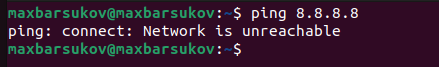 maxbarsukov@maxbarsukov:~$ ping 8.8.8.8
ping: connect: Network is unreachable
maxbarsukov@maxbarsukov:~$